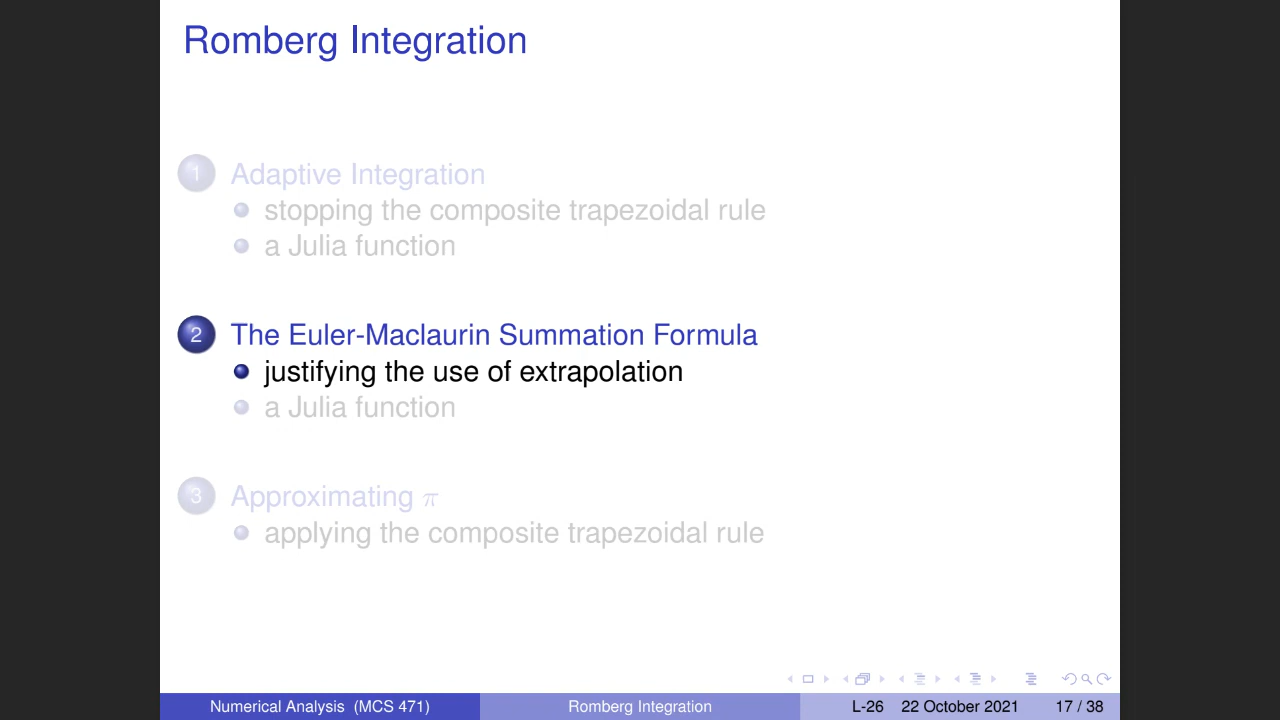 Romberg Integration
1 Adaptive Integration
stopping the composite trapezoidal rule
a Julia function
2 The Euler-Maclaurin Summation Formula
justifying the use of extrapolation
a Julia function
3 Approximating π
applying the composite trapezoidal rule
Numerical Analysis (MCS 471) Romberg Integration L-26 22 October 2021 17 / 38